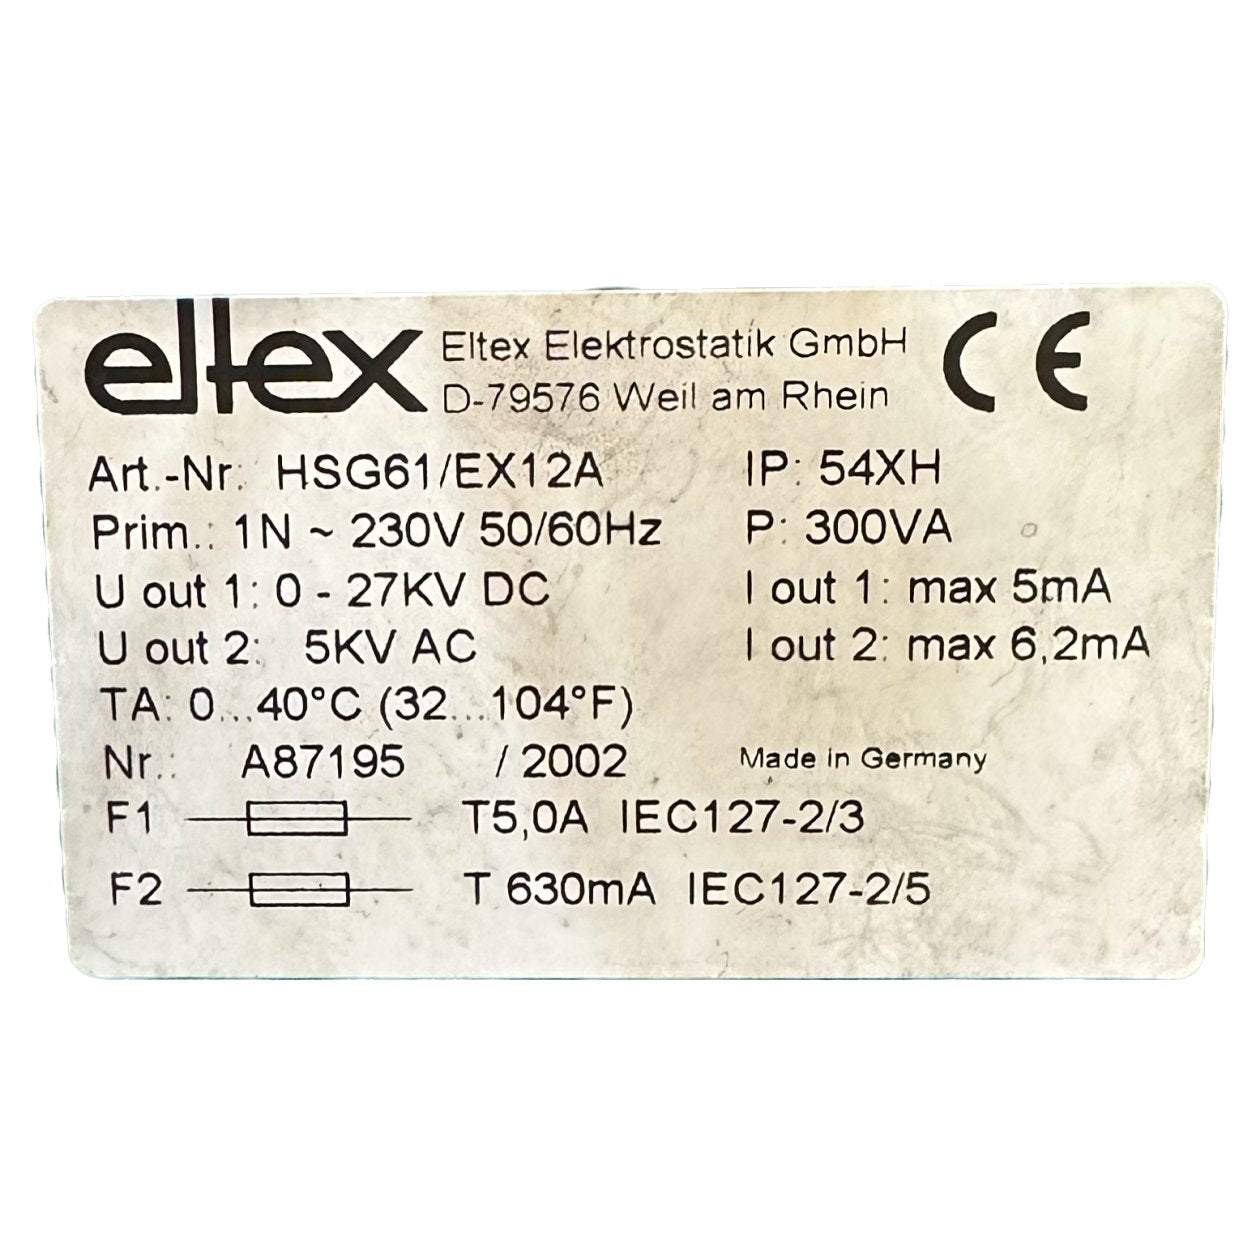 eltex Eltex Elektrostatik GmbH CE
D-79576 Weil am Rhein
Art.-Nr: HSG61/EX12A IP: 54XH
Prim.: 1N ~ 230V 50/60Hz P: 300VA
U out 1: 0 - 27KV DC I out 1: max 5mA
U out 2: 5KV AC I out 2: max 6,2mA
TA: 0...40°C (32...104°F)
Nr.: A87195 / 2002 Made in Germany
F1 T5,0A IEC127-2/3
F2 T 630mA IEC127-2/5